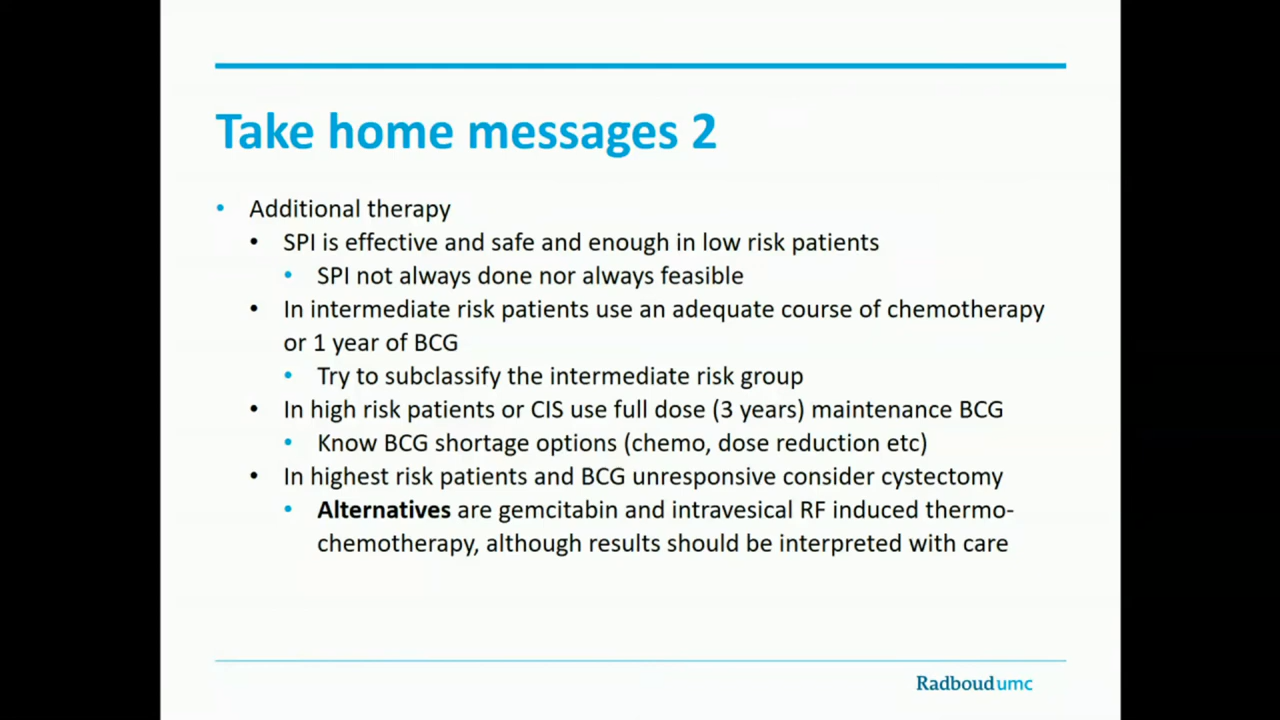 Take home messages 2
• Additional therapy
• SPI is effective and safe and enough in low risk patients
• SPI not always done nor always feasible
• In intermediate risk patients use an adequate course of chemotherapy
or 1 year of BCG
• Try to subclassify the intermediate risk group
• In high risk patients or CIS use full dose (3 years) maintenance BCG
• Know BCG shortage options (chemo, dose reduction etc)
• In highest risk patients and BCG unresponsive consider cystectomy
• Alternatives are gemcitabin and intravesical RF induced thermo-
chemotherapy, although results should be interpreted with care
Radboudumc